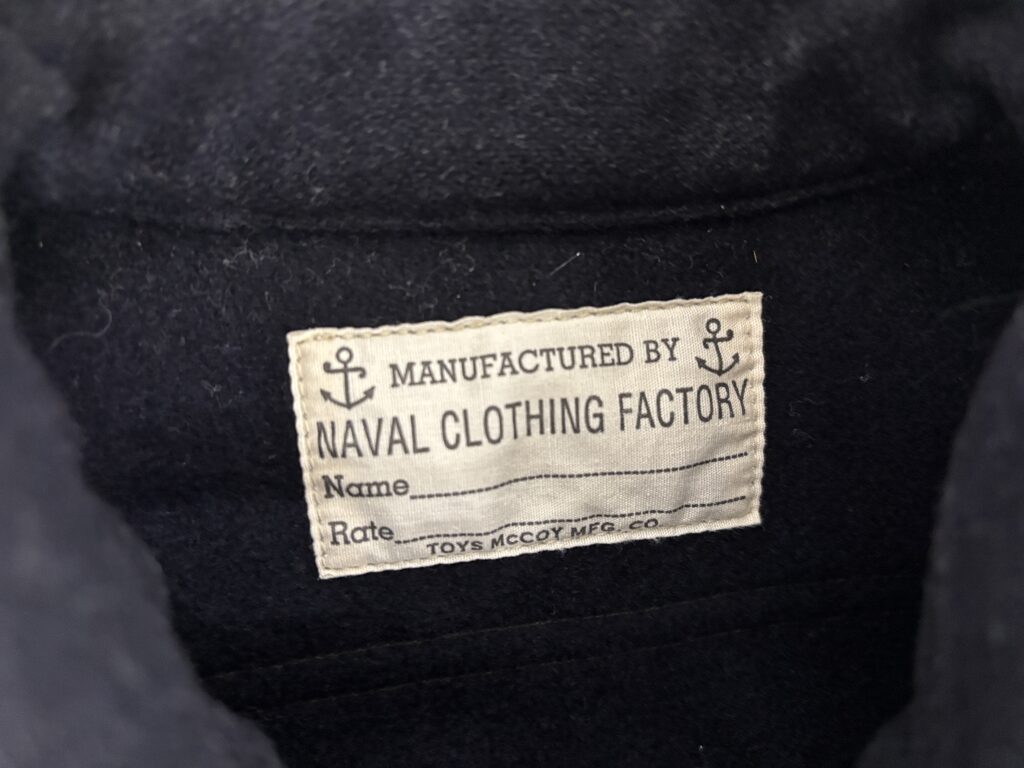 MANUFACTURED BY
NAVAL CLOTHING FACTORY
Name
Rate
TOYS McCOY MFG. CO.